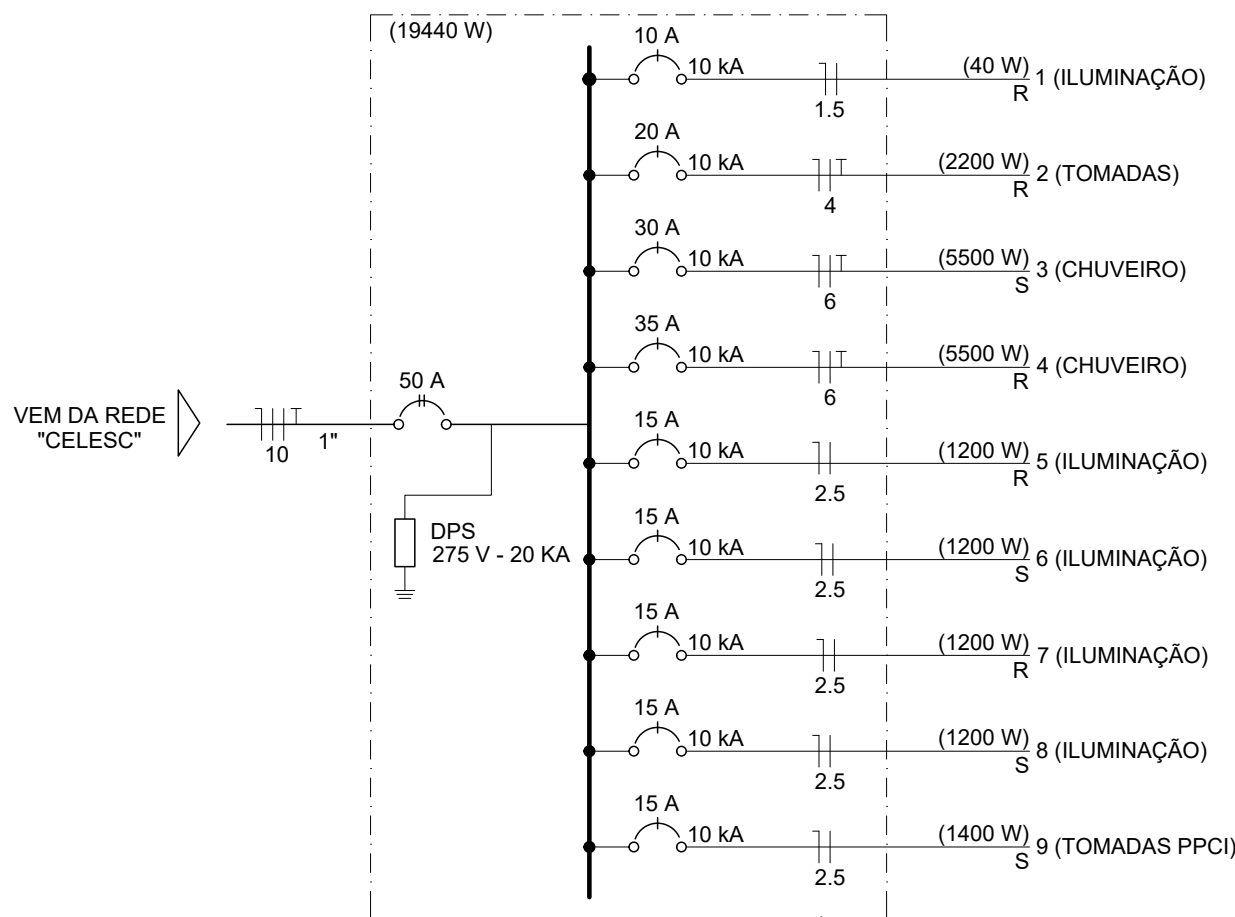 (19440 W)
10 A
10 kA
1.5
(40 W)
R
1 (ILUMINAÇÃO)
20 A
10 kA
4
(2200 W)
R
2 (TOMADAS)
30 A
10 kA
6
(5500 W)
S
3 (CHUVEIRO)
35 A
10 kA
6
(5500 W)
R
4 (CHUVEIRO)
VEM DA REDE
"CELESC"
10
1"
50 A
DPS
275 V - 20 KA
15 A
10 kA
2.5
(1200 W)
R
5 (ILUMINAÇÃO)
15 A
10 kA
2.5
(1200 W)
S
6 (ILUMINAÇÃO)
15 A
10 kA
2.5
(1200 W)
R
7 (ILUMINAÇÃO)
15 A
10 kA
2.5
(1200 W)
S
8 (ILUMINAÇÃO)
15 A
10 kA
2.5
(1400 W)
S
9 (TOMADAS PPCI)